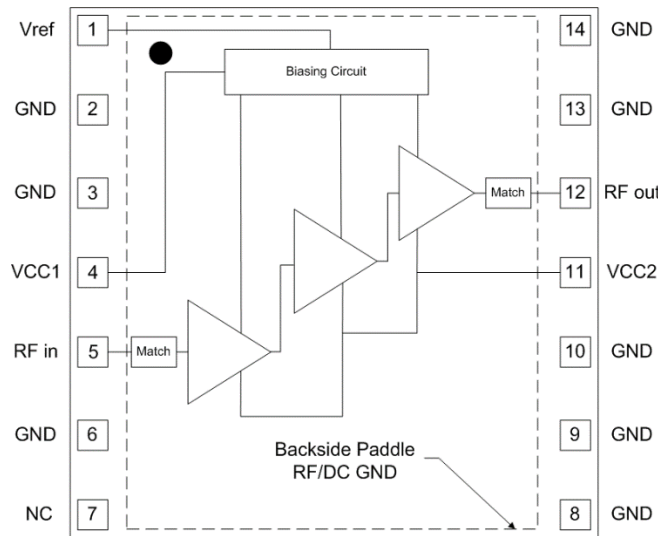 Vref 1 14 GND
Biasing Circuit
GND 2 13 GND
GND 3 Match 12 RF out
VCC1 4 11 VCC2
RF in 5 Match 10 GND
GND 6 9 GND
Backside Paddle
RF/DC GND
NC 7 8 GND